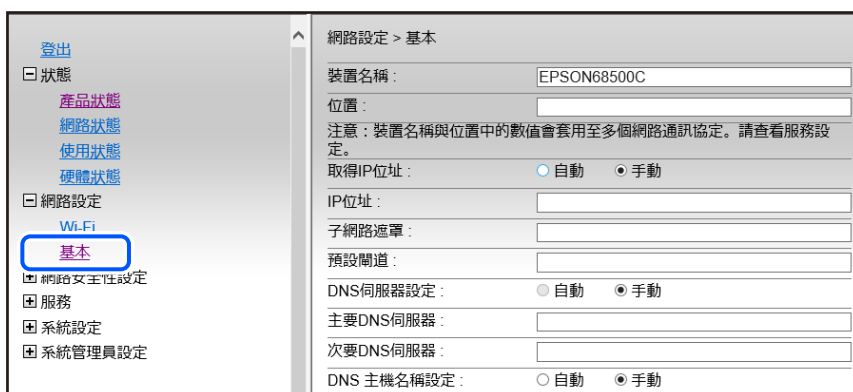 登出
狀態
產品狀態
網路狀態
使用狀態
硬體狀態
網路設定
Wi-Fi
基本
網路安全性設定
服務
系統設定
系統管理員設定
網路設定 > 基本
裝置名稱 : EPSON68500C
位置 :
注意：裝置名稱與位置中的數值會套用至多個網路通訊協定。請查看服務設
定。
取得IP位址 : 自動 手動
IP位址 :
子網路遮罩 :
預設閘道 :
DNS伺服器設定 : 自動 手動
主要DNS伺服器 :
次要DNS伺服器 :
DNS 主機名稱設定 : 自動 手動